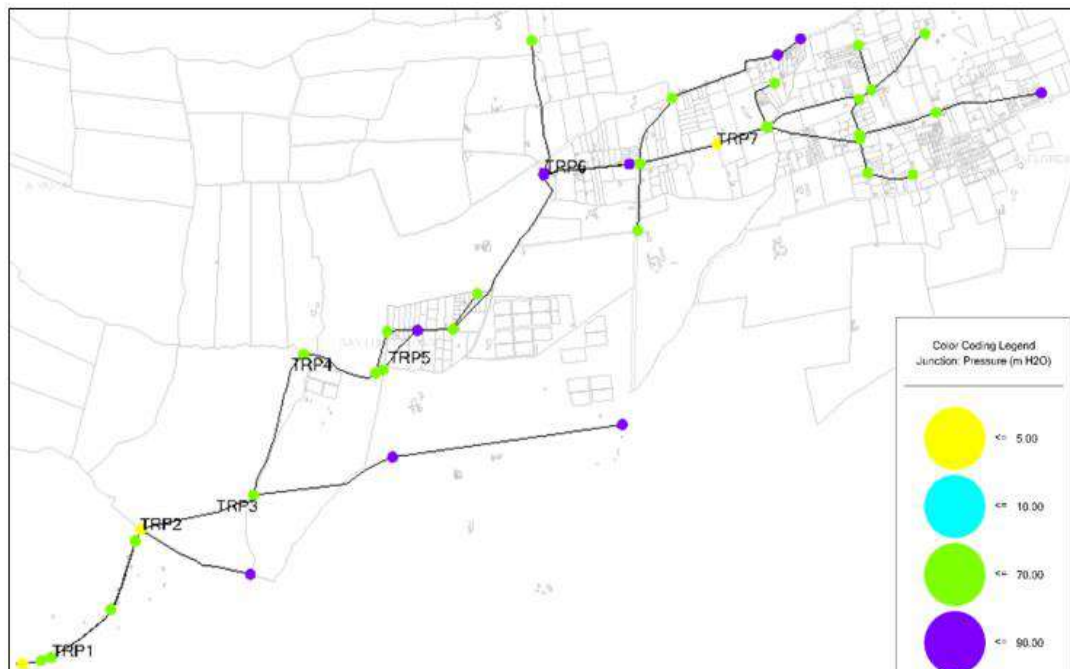 TRP6
TRP7
TRP4
TRP5
TRP3
TRP2
TRP1
Color Coding Legend
Junction: Pressure (m H2O)
<= 5.00
<= 10.00
<= 70.00
<= 90.00